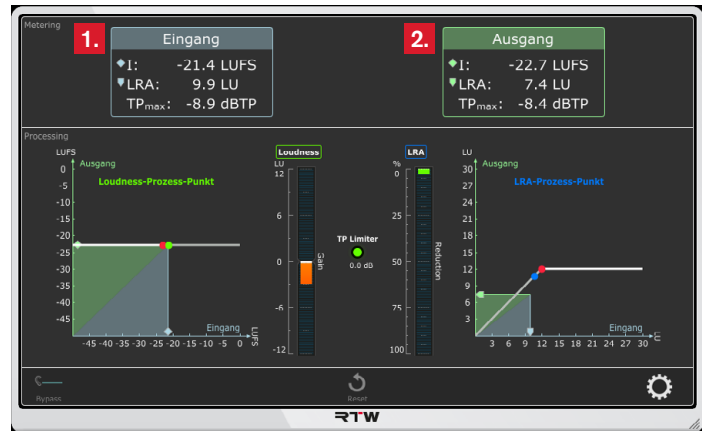 Metering
1.
Eingang
I: -21.4 LUFS
LRA: 9.9 LU
TPmax: -8.9 dBTP
2.
Ausgang
I: -22.7 LUFS
LRA: 7.4 LU
TPmax: -8.4 dBTP
Processing
LUFS
Ausgang
Loudness-Prozess-Punkt
0
-5
-10
-15
-20
-25
-30
-35
-40
-45
-45 -40 -35 -30 -25 -20 -15 -10 -5 0
Eingang
LUFS
Loudness
LU
12
6
0
-6
-12
Gain
TP Limiter
0.0 dB
LRA
%
0
25
50
75
100
Reduction
LU
Ausgang
LRA-Prozess-Punkt
30
27
24
21
18
15
12
9
6
3
3 6 9 12 15 18 21 24 27 30
Eingang
LU
Bypass
Reset
RTW